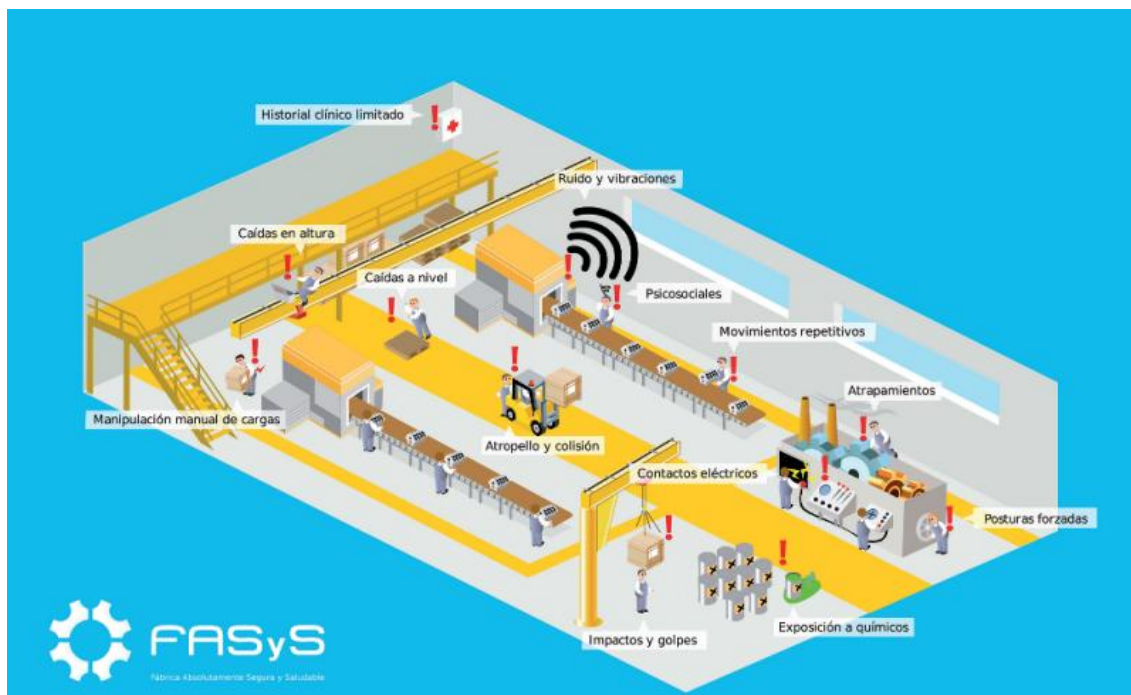 Historial clínico limitado
Ruido y vibraciones
Caídas en altura
Caídas a nivel
Psicosociales
Movimientos repetitivos
Atrapamientos
Manipulación manual de cargas
Atropello y colisión
Contactos eléctricos
Posturas forzadas
Exposición a químicos
Impactos y golpes
FASyS
Fábrica Absolutamente Segura y Saludable